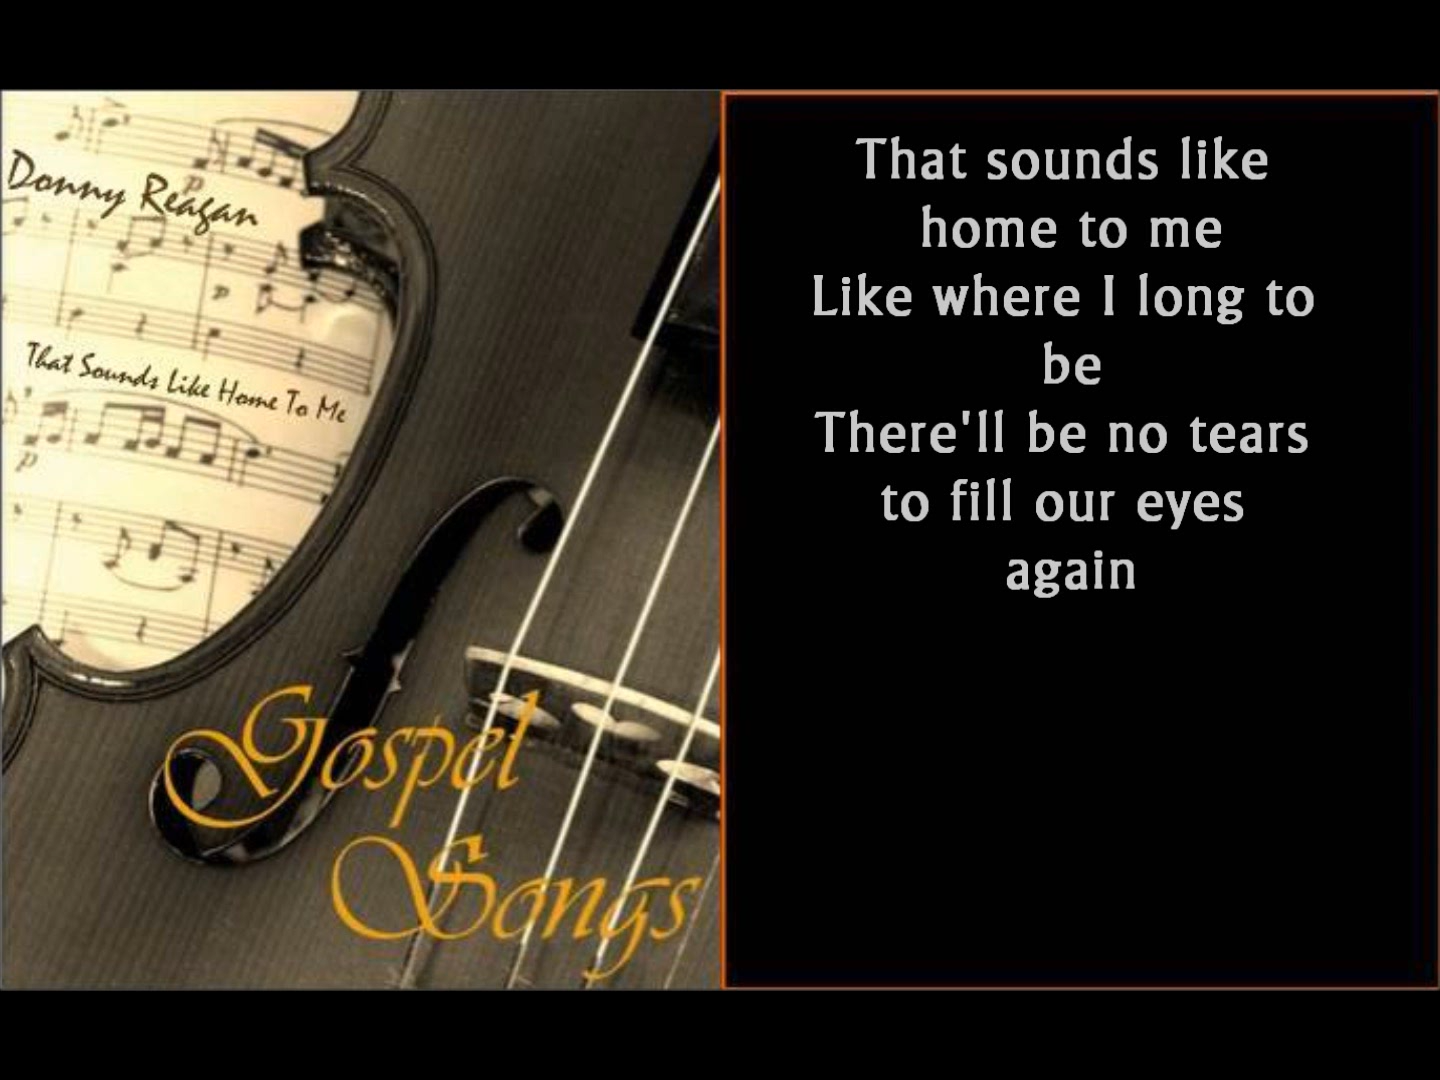 Donny Reagan
That Sounds Like Home To Me
Gospel
Songs
That sounds like
home to me
Like where I long to
be
There'll be no tears
to fill our eyes
again